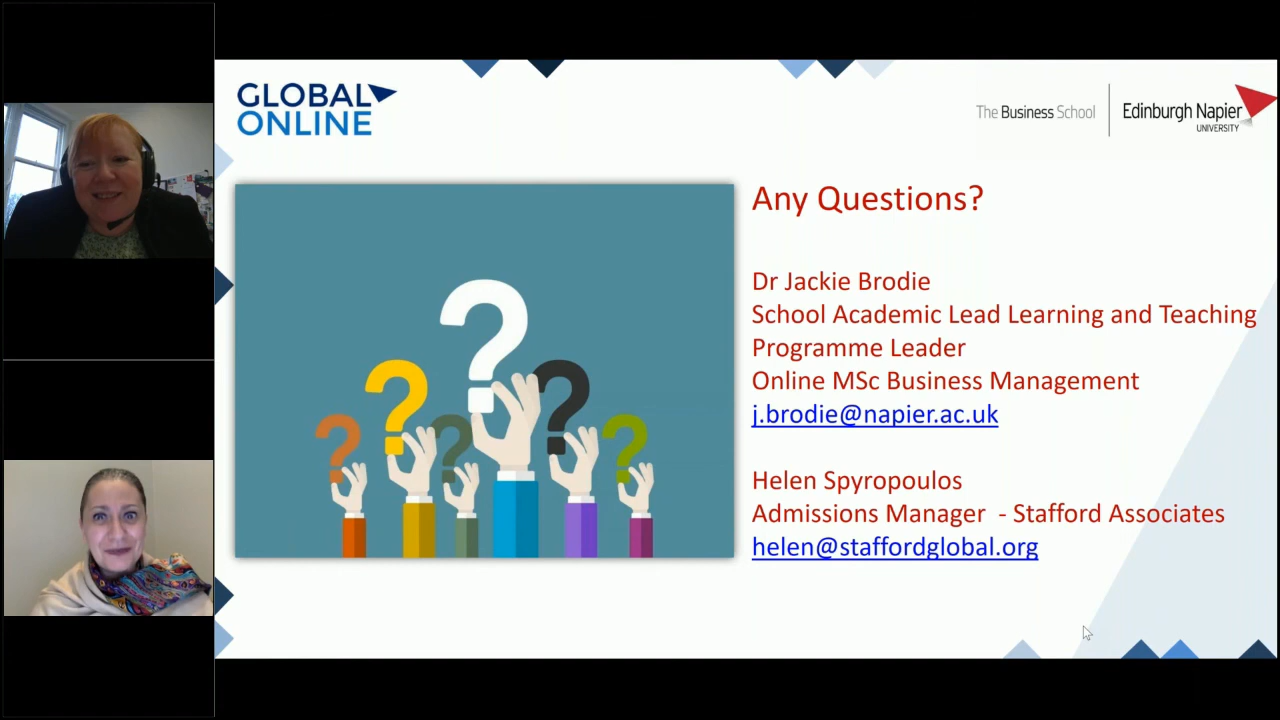 GLOBAL
ONLINE
The Business School
Edinburgh Napier
UNIVERSITY
Any Questions?
Dr Jackie Brodie
School Academic Lead Learning and Teaching
Programme Leader
Online MSc Business Management
j.brodie@napier.ac.uk
Helen Spyropoulos
Admissions Manager - Stafford Associates
helen@staffordglobal.org